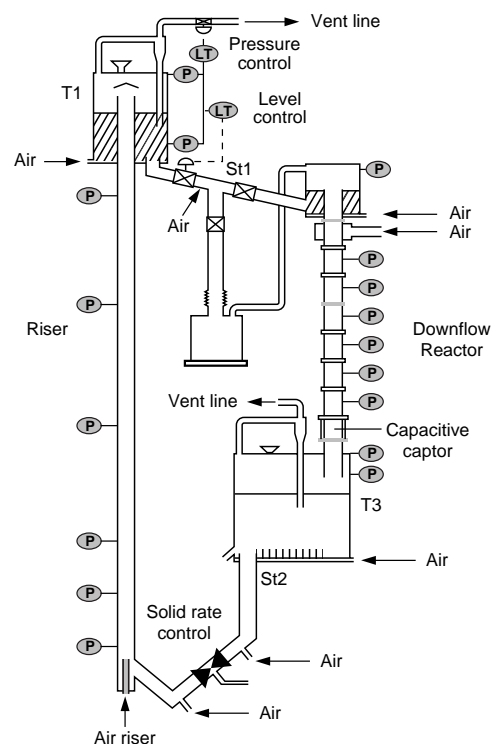 Vent line
Pressure
control
LT
P
T1
Level
control
LT
P
Air
St1
P
P
Air
Air
Air
P
P
Riser
P
P
Downflow
Reactor
P
P
Vent line
P
Capacitive
captor
P
P
T3
P
Air
St2
P
Solid rate
control
P
Air
Air
Air riser